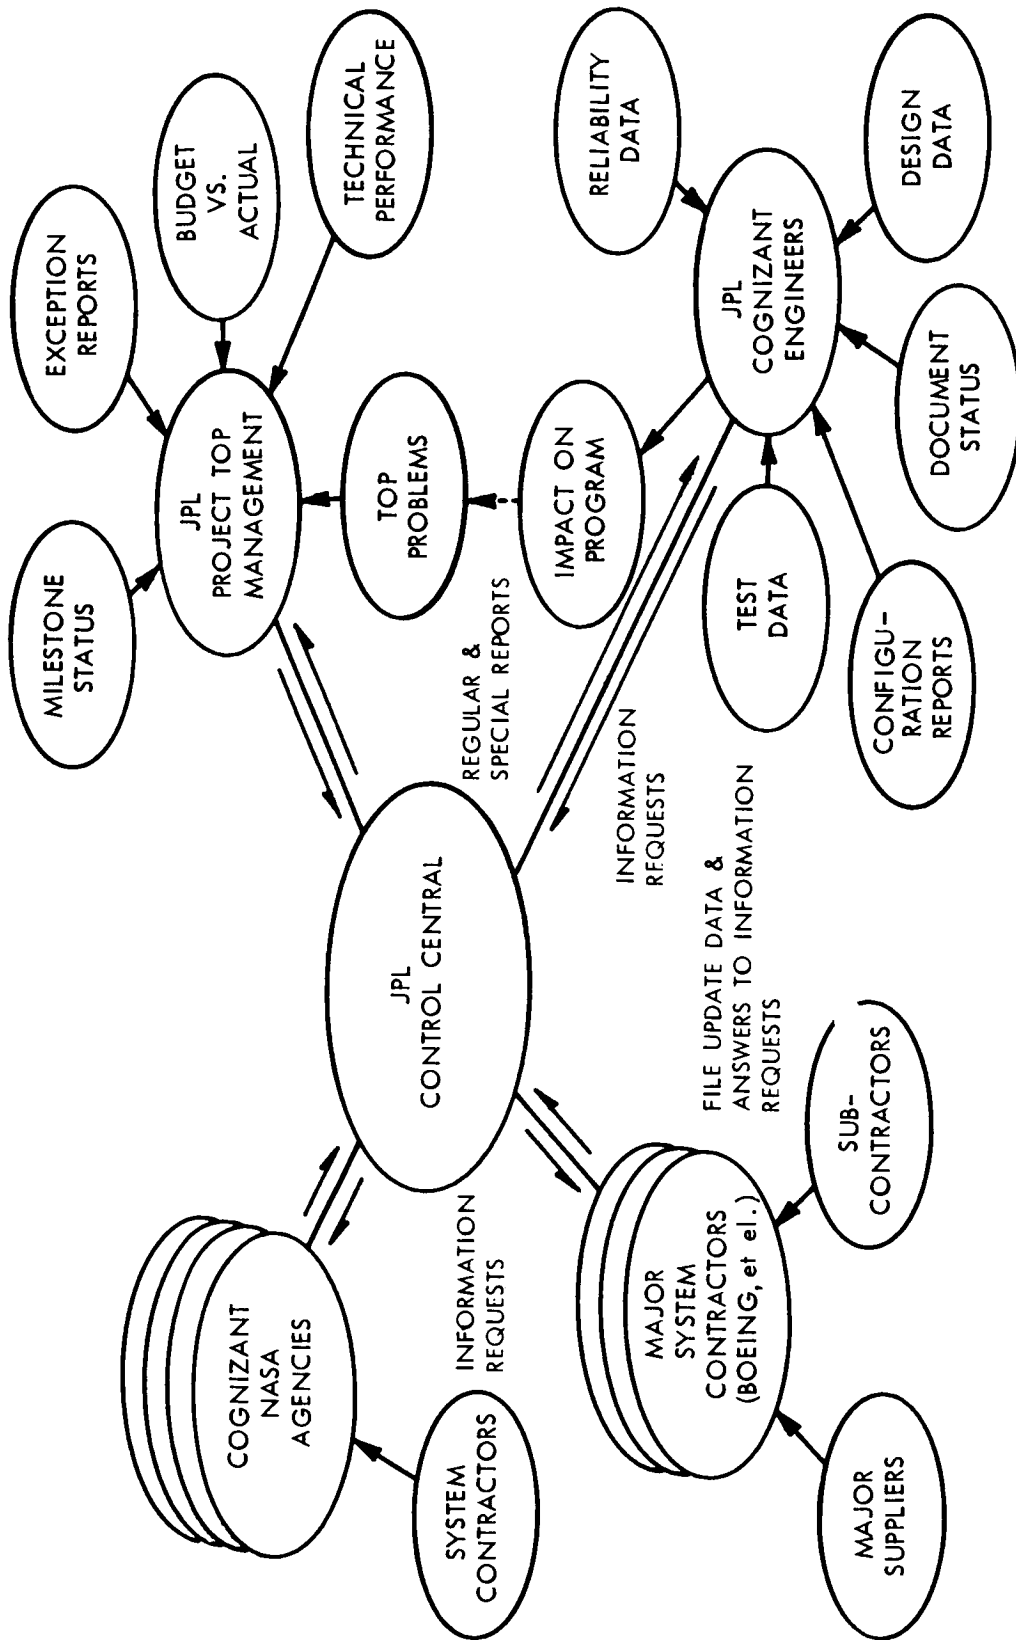 MILESTONE
STATUS
EXCEPTION
REPORTS
BUDGET
VS.
ACTUAL
TECHNICAL
PERFORMANCE
JPL
PROJECT TOP
MANAGEMENT
TOP
PROBLEMS
IMPACT ON
PROGRAM
RELIABILITY
DATA
JPL
COGNIZANT
ENGINEERS
DESIGN
DATA
DOCUMENT
STATUS
TEST
DATA
CONFIGU-
RATION
REPORTS
REGULAR &
SPECIAL REPORTS
INFORMATION
REQUESTS
JPL
CONTROL CENTRAL
FILE UPDATE DATA &
ANSWERS TO INFORMATION
REQUESTS
COGNIZANT
NASA
AGENCIES
INFORMATION
REQUESTS
SYSTEM
CONTRACTORS
MAJOR
SYSTEM
CONTRACTORS
(BOEING, et el.)
SUB-
CONTRACTORS
MAJOR
SUPPLIERS